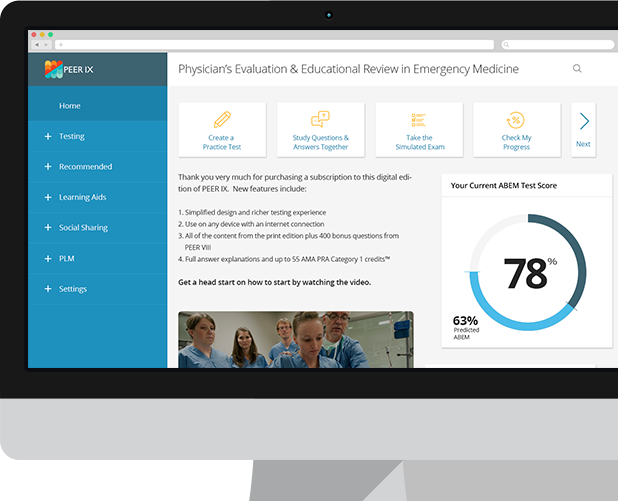 PEER IX
Physician's Evaluation & Educational Review in Emergency Medicine
Home
Testing
Recommended
Learning Aids
Social Sharing
PLM
Settings
Create a
Practice Test
Study Questions &
Answers Together
Take the
Simulated Exam
Check My
Progress
Next
Thank you very much for purchasing a subscription to this digital edi-
tion of PEER IX.  New features include:
1. Simplified design and richer testing experience
2. Use on any device with an internet connection
3. All of the content from the print edition plus 400 bonus questions from
PEER VIII
4. Full answer explanations and up to 55 AMA PRA Category 1 credits™
Get a head start on how to start by watching the video.
Your Current ABEM Test Score
78%
63%
Predicted
ABEM